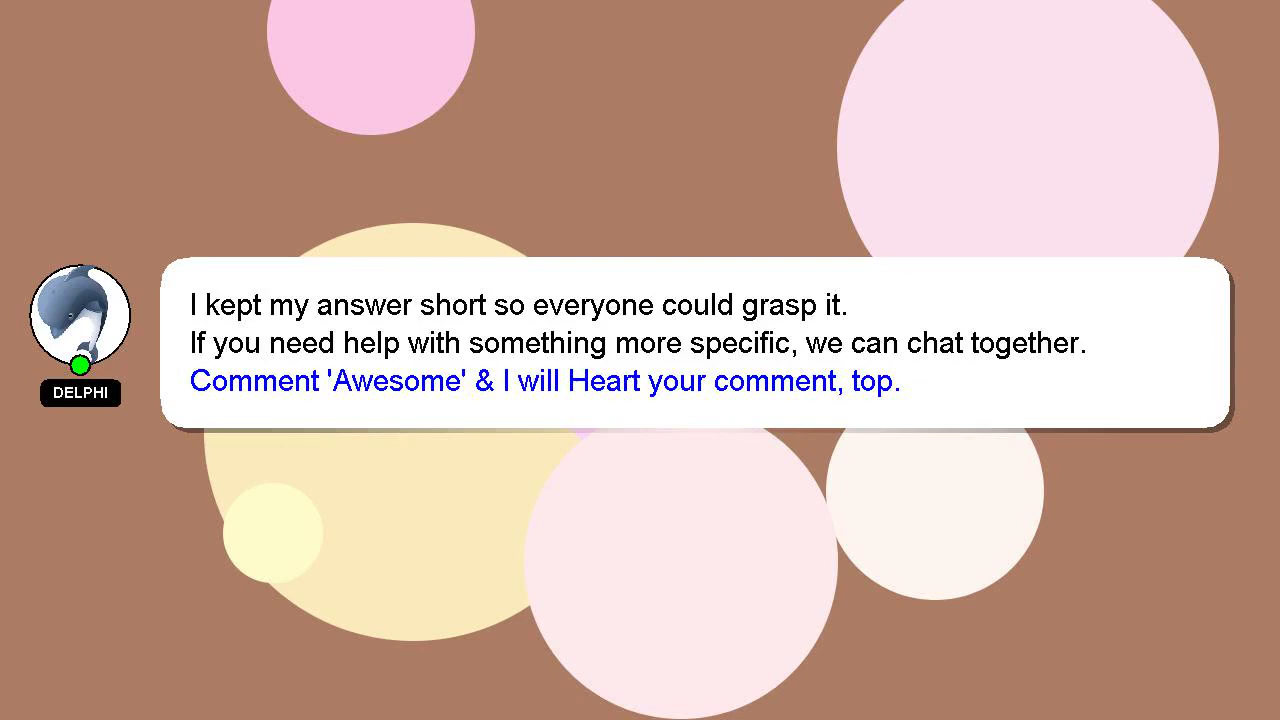 I kept my answer short so everyone could grasp it.
If you need help with something more specific, we can chat together.
Comment 'Awesome' & I will Heart your comment, top.
DELPHI